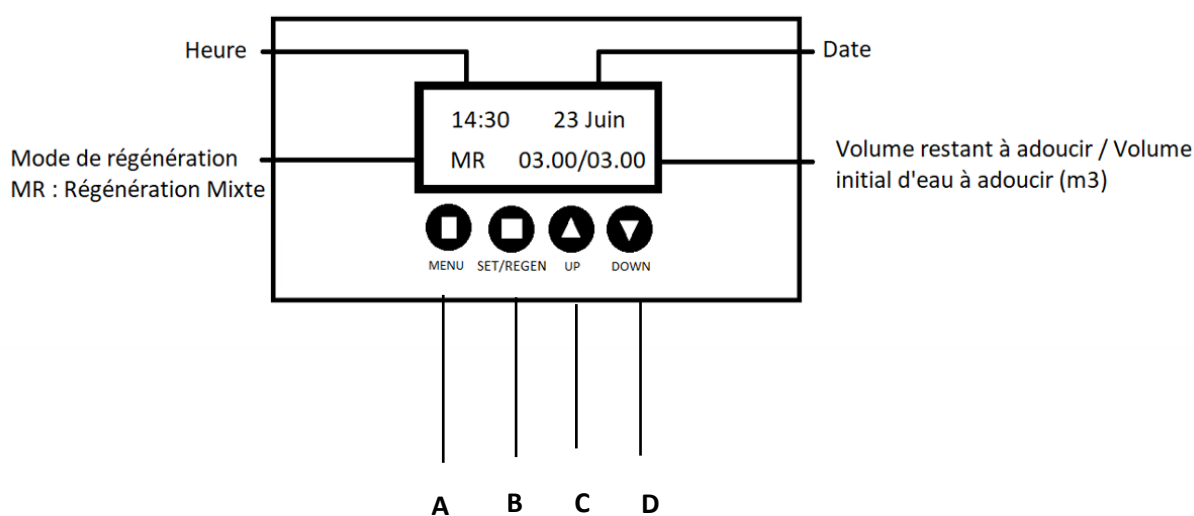 Heure
Date
14:30 23 Juin
MR 03.00/03.00
Mode de régénération
MR : Régénération Mixte
Volume restant à adoucir / Volume
initial d'eau à adoucir (m3)
MENU SET/REGEN UP DOWN
A B C D